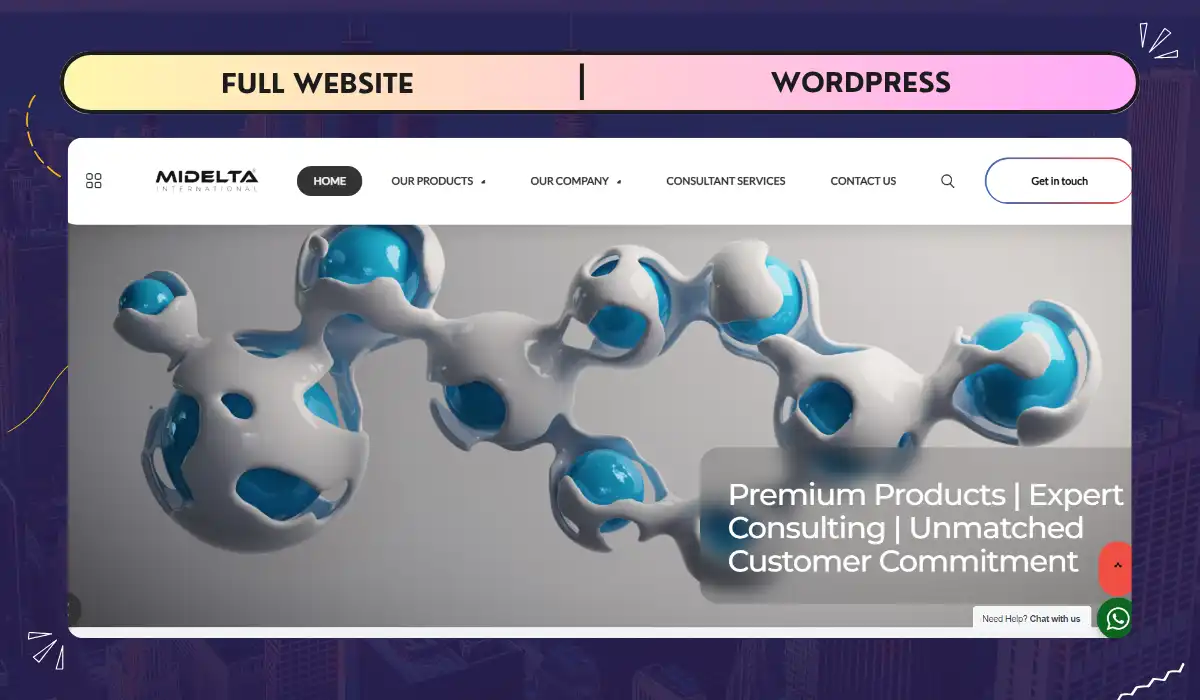 FULL WEBSITE | WORDPRESS
MIDELTA
INTERNATIONAL
HOME
OUR PRODUCTS
OUR COMPANY
CONSULTANT SERVICES
CONTACT US
Get in touch
Premium Products | Expert
Consulting | Unmatched
Customer Commitment
Need Help? Chat with us